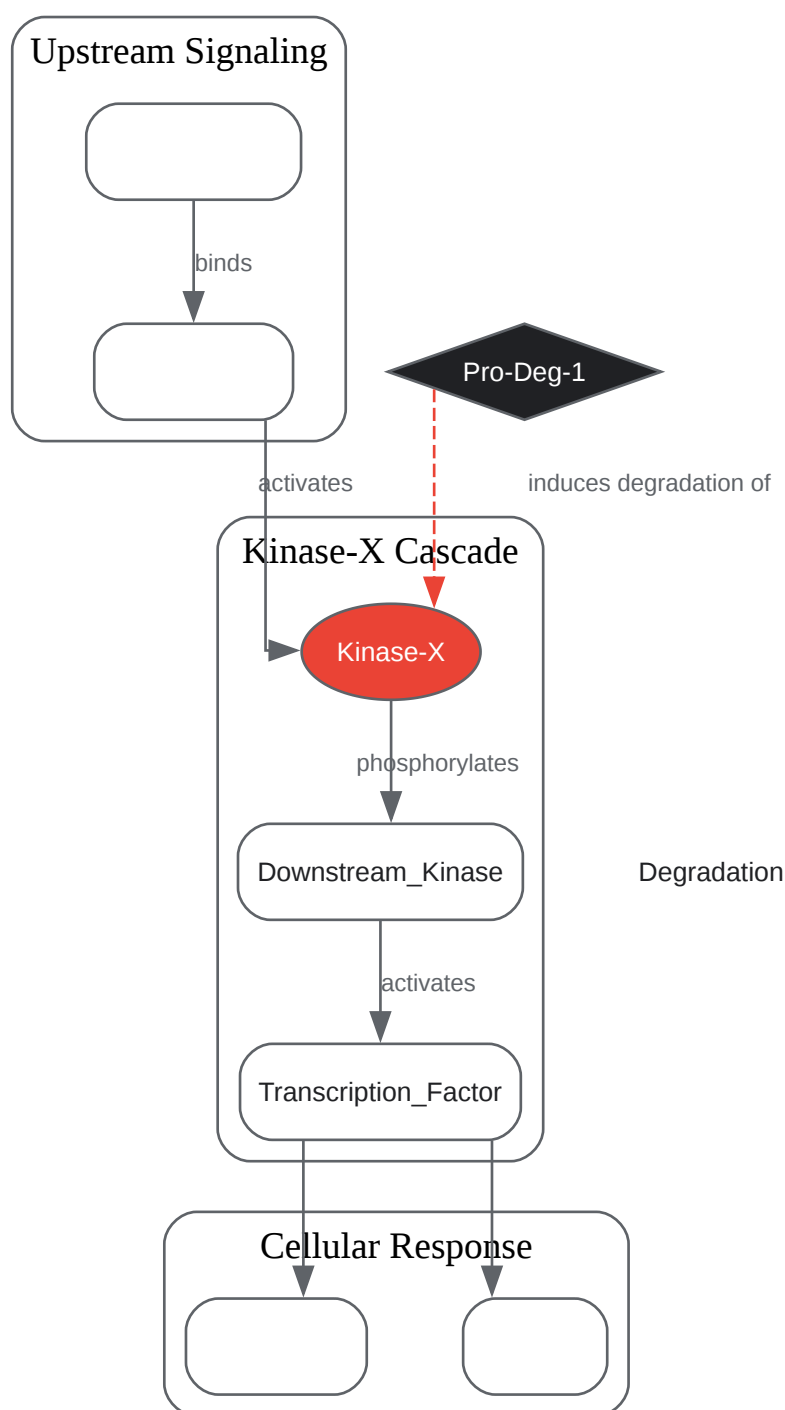 Upstream Signaling
binds
Pro-Deg-1
activates
induces degradation of
Kinase-X Cascade
Kinase-X
phosphorylates
Downstream_Kinase
Degradation
activates
Transcription_Factor
Cellular Response